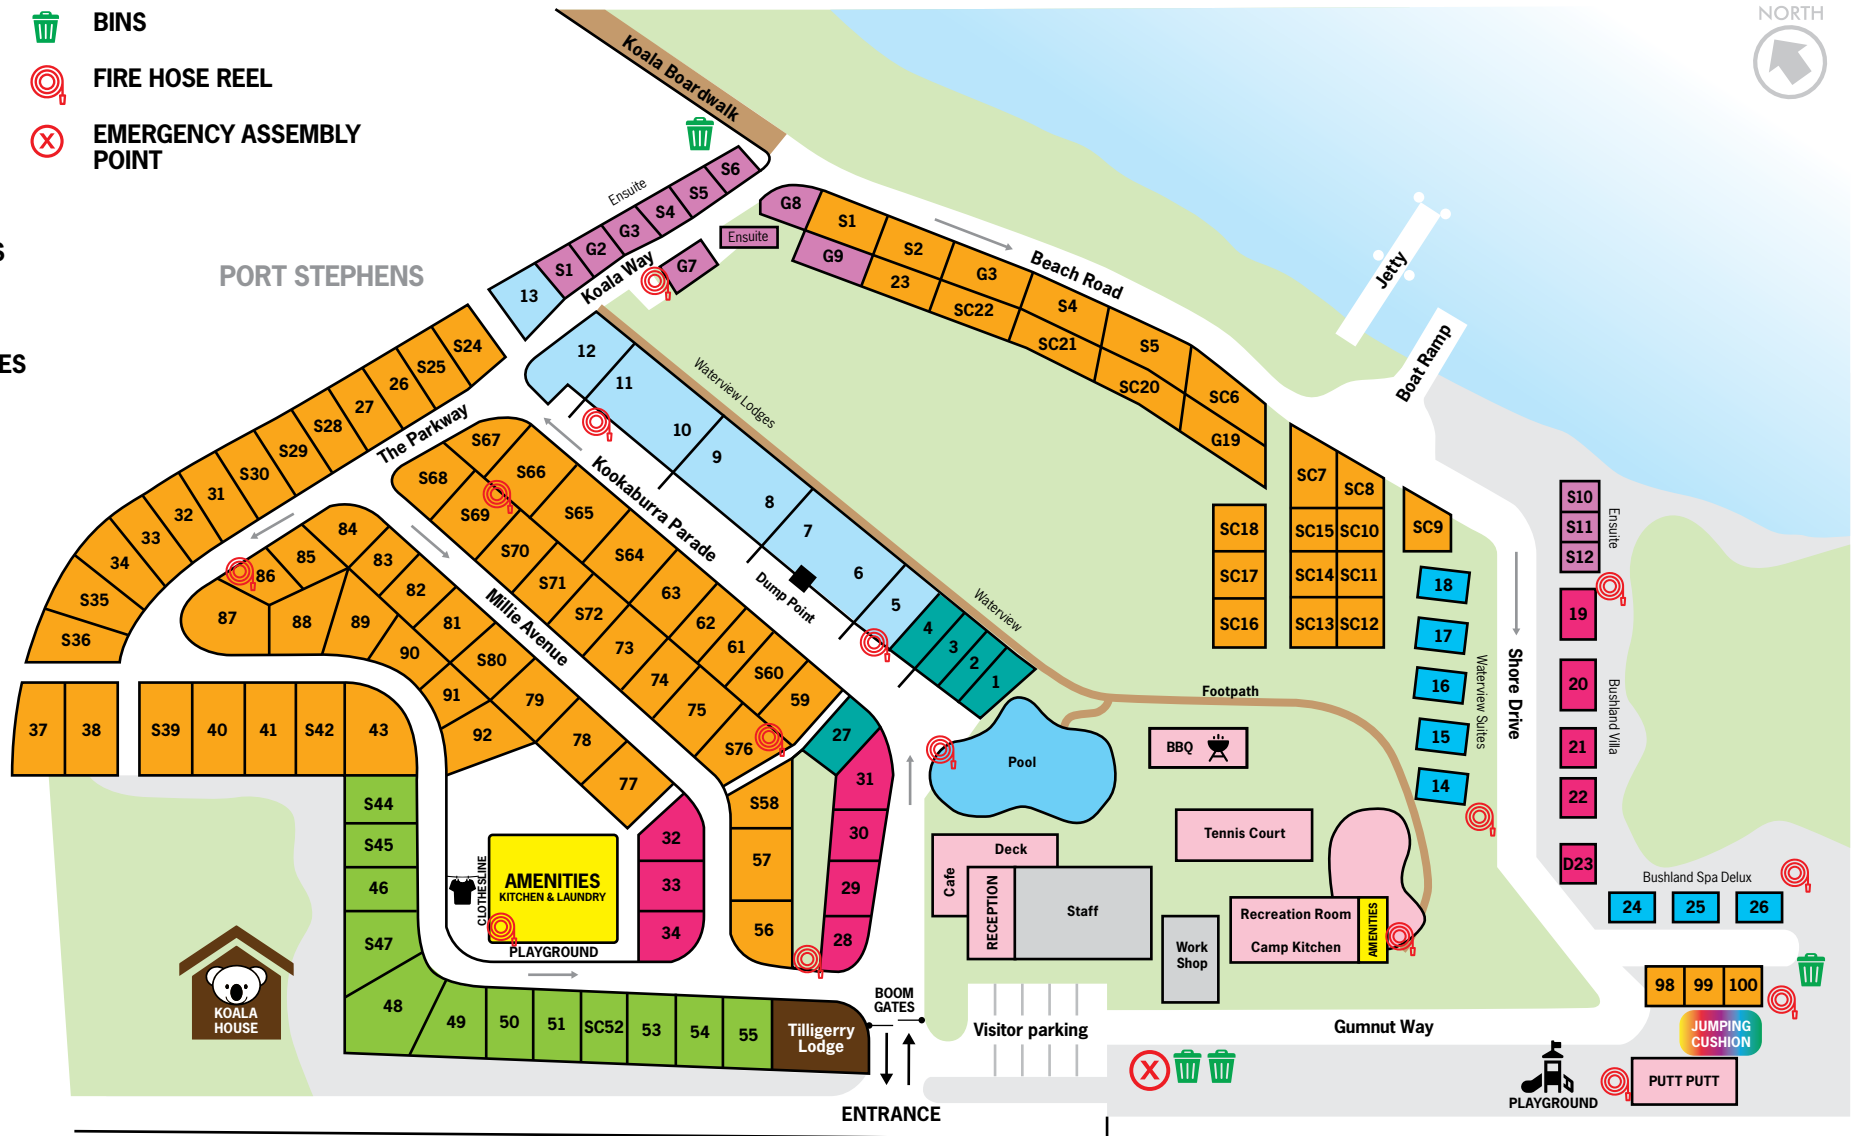 BINS
FIRE HOSE REEL
EMERGENCY ASSEMBLY
POINT
X
S
ES
NORTH
PORT STEPHENS
Koala Boardwalk
Ensuite
S6
S5
S4
G3
G2
S1
13
Koala Way
G7
Ensuite
G8
G9
S1
S2
G3
S4
S5
SC6
23
SC22
SC21
SC20
G19
Beach Road
Jetty
Boat Ramp
S24
S25
26
27
S28
S29
S30
31
32
33
34
S35
S36
The Parkway
12
11
10
9
8
7
6
5
4
3
2
1
Waterview Lodges
Waterview
Kookaburra Parade
Dump Point
S67
S66
S65
S64
63
62
61
S60
59
S68
S69
S70
S71
S72
73
74
75
S76
Millie Avenue
84
83
82
81
S80
79
78
77
85
86
87
88
89
90
91
92
37
38
S39
40
41
S42
43
S44
S45
46
S47
48
49
50
51
SC52
53
54
55
Tilligerry
Lodge
KOALA
HOUSE
CLOTHESLINE
AMENITIES
KITCHEN & LAUNDRY
PLAYGROUND
32
33
34
S58
57
56
27
31
30
29
28
BOOM
GATES
ENTRANCE
Pool
Footpath
BBQ
Tennis Court
Deck
Cafe
RECEPTION
Staff
Work
Shop
Recreation Room
Camp Kitchen
AMENITIES
Visitor parking
Gumnut Way
X
SC7
SC8
SC9
SC18
SC15
SC10
SC17
SC14
SC11
SC16
SC13
SC12
18
17
16
15
14
Waterview Suites
Shore Drive
S10
S11
S12
Ensuite
19
20
21
22
D23
Bushland Villa
Bushland Spa Delux
24
25
26
98
99
100
JUMPING
CUSHION
PUTT PUTT
PLAYGROUND